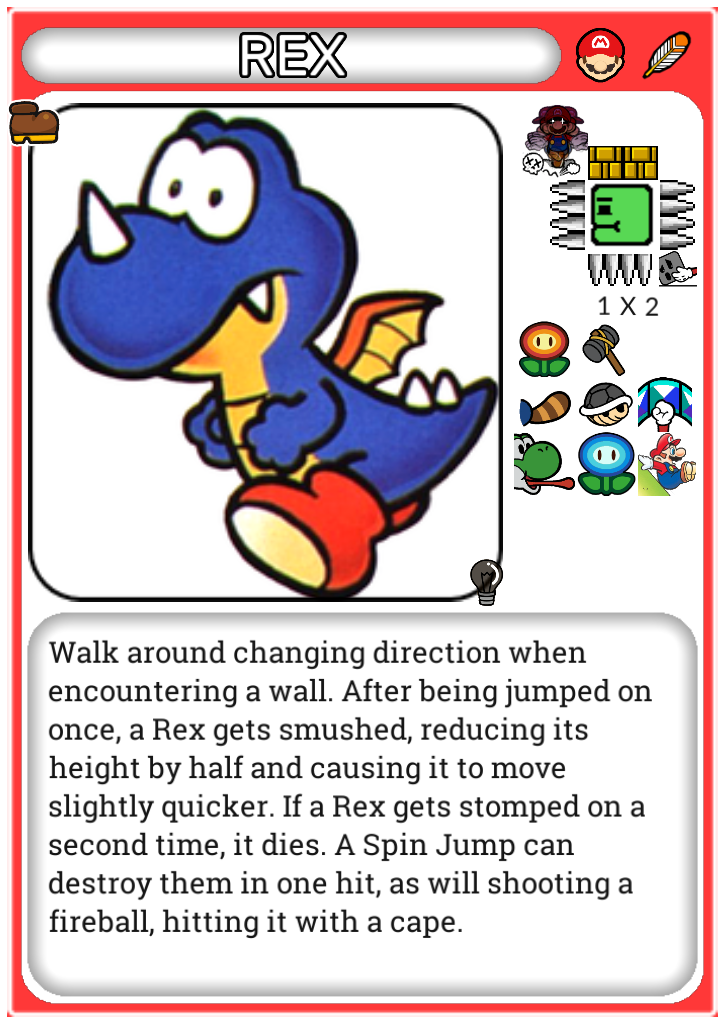 REX
1 X 2
Walk around changing direction when
encountering a wall. After being jumped on
once, a Rex gets smushed, reducing its
height by half and causing it to move
slightly quicker. If a Rex gets stomped on a
second time, it dies. A Spin Jump can
destroy them in one hit, as will shooting a
fireball, hitting it with a cape.